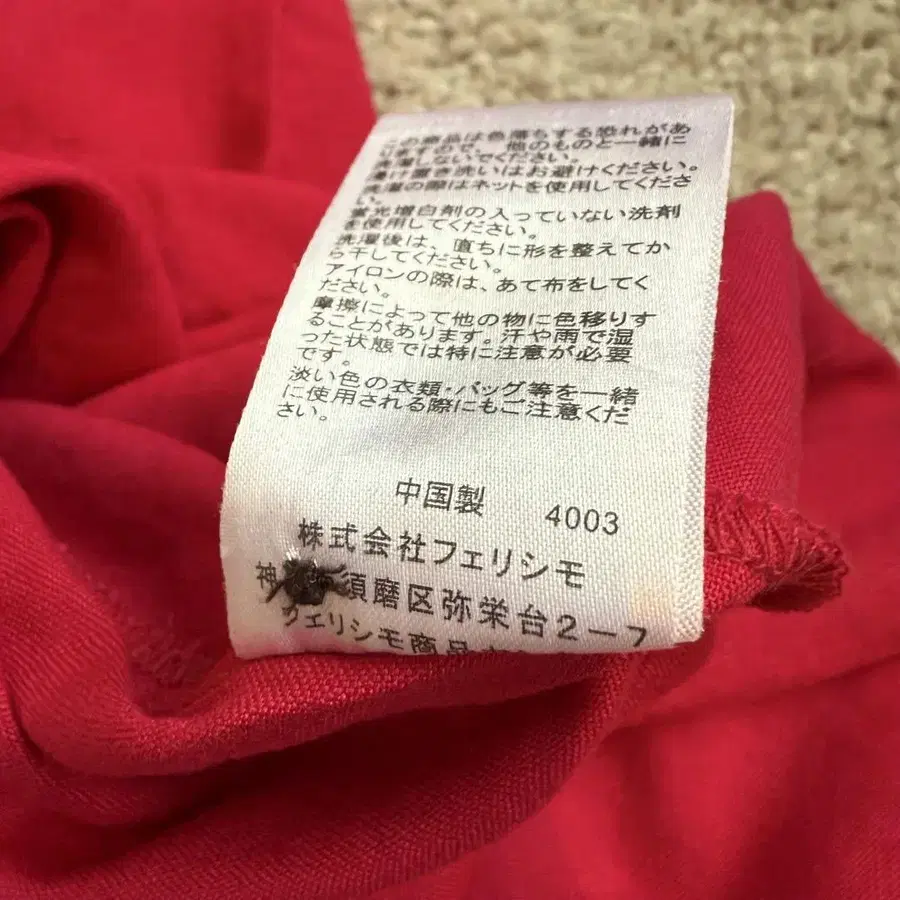 この商品は色落ちする恐れがあ
りますので、他のものと一緒に
洗濯しないでください。
漬け置き洗いはお避けください。
洗濯の際はネットを使用してくださ
い。
蛍光増白剤の入っていない洗剤
を使用してください。
洗濯後は、直ちに形を整えてか
ら干してください。
アイロンの際は、あて布をしてく
ださい。
摩擦によって他の物に色移りす
ることがあります。汗や雨で湿
った状態では特に注意が必要
です。
淡い色の衣類・バッグ等を一緒
に使用される際にもご注意くだ
さい。
中国製 4003
株式会社フェリシモ
神 須磨区弥栄台2-7
フェリシモ商品